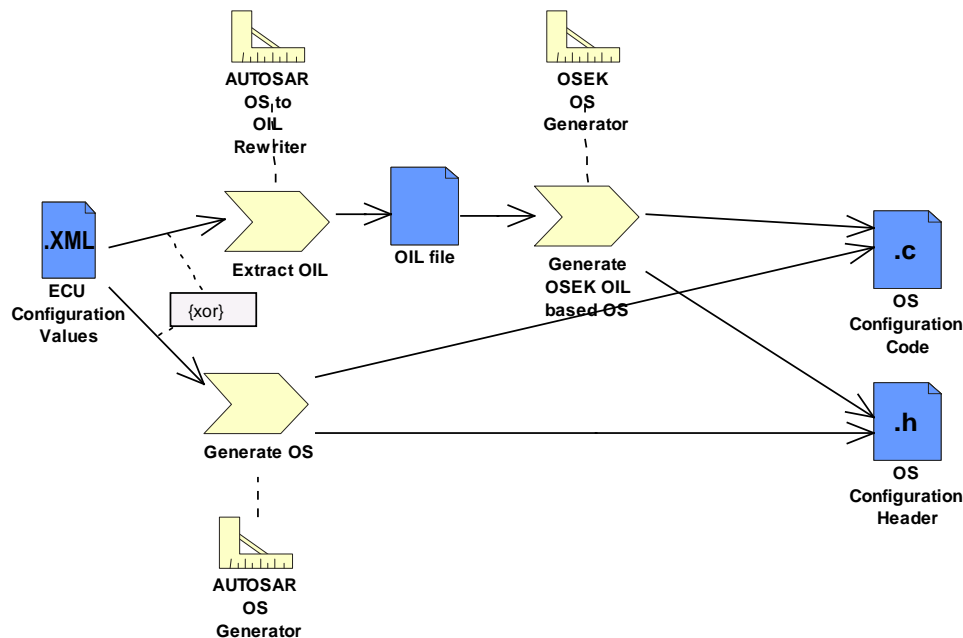 AUTOSAR
OS to
OIL
Rewriter
OSEK
OS
Generator
.XML
ECU
Configuration
Values
Extract OIL
OIL file
Generate
OSEK OIL
based OS
.c
OS
Configuration
Code
{xor}
Generate OS
.h
OS
Configuration
Header
AUTOSAR
OS
Generator